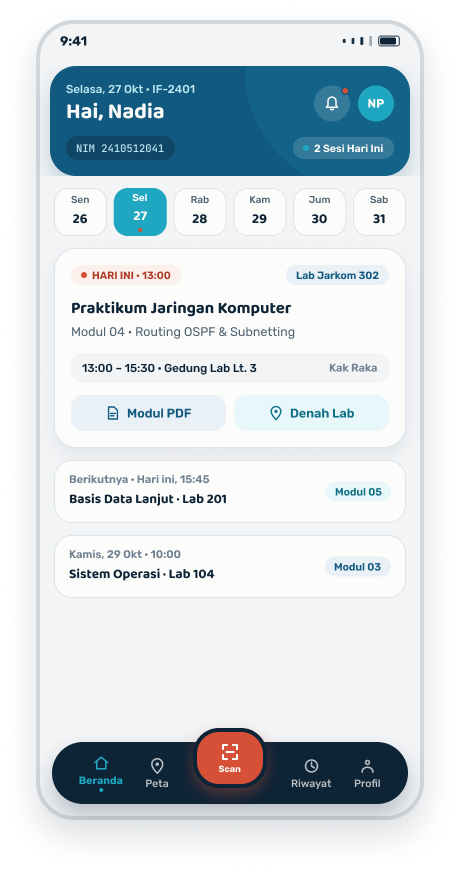 9:41
Selasa, 27 Okt • IF-2401
Hai, Nadia
NP
NIM 2410512041
2 Sesi Hari Ini
Sen
26
Sel
27
Rab
28
Kam
29
Jum
30
Sab
31
HARI INI • 13:00
Lab Jarkom 302
Praktikum Jaringan Komputer
Modul 04 • Routing OSPF & Subnetting
13:00 – 15:30 • Gedung Lab Lt. 3
Kak Raka
Modul PDF
Denah Lab
Berikutnya • Hari ini, 15:45
Basis Data Lanjut · Lab 201
Modul 05
Kamis, 29 Okt • 10:00
Sistem Operasi · Lab 104
Modul 03
Beranda
Peta
Scan
Riwayat
Profil